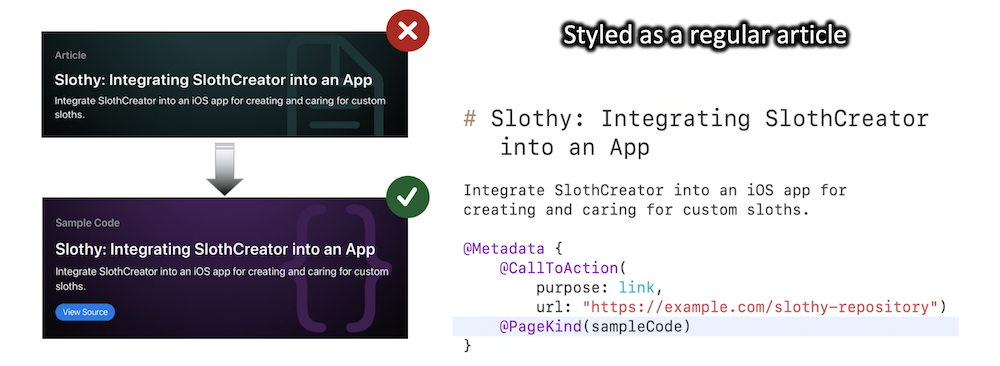 Article
Slothy: Integrating SlothCreator into an App
Integrate SlothCreator into an iOS app for creating and caring for custom
sloths.
Sample Code
Slothy: Integrating SlothCreator into an App
Integrate SlothCreator into an iOS app for creating and caring for custom
sloths.
View Source
Styled as a regular article
# Slothy: Integrating SlothCreator
into an App
Integrate SlothCreator into an iOS app for
creating and caring for custom sloths.
@Metadata {
@CallToAction(
purpose: link,
url: "https://example.com/slothy-repository")
@PageKind(sampleCode)
}